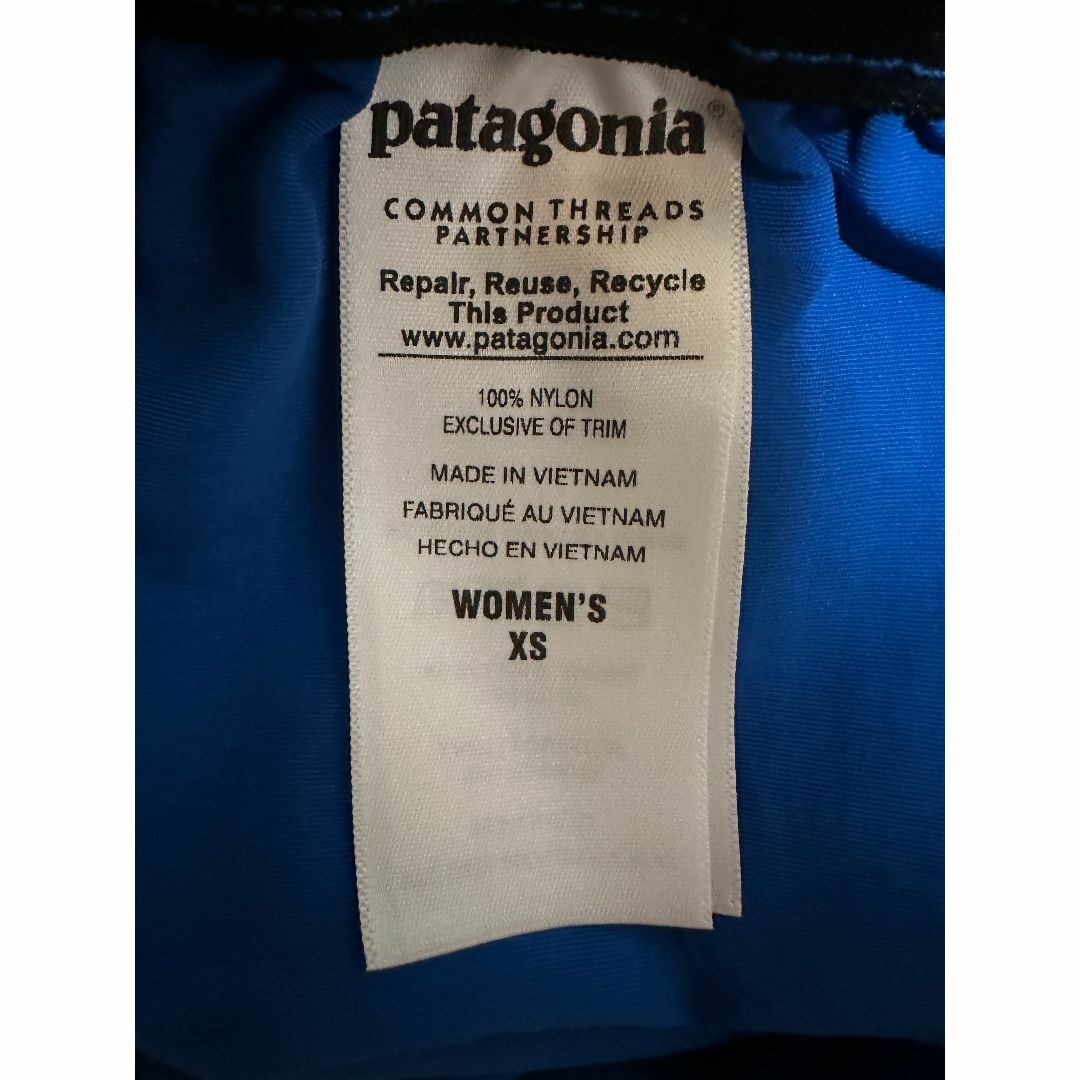 patagonia®
COMMON THREADS
PARTNERSHIP
Repair, Reuse, Recycle
This Product
www.patagonia.com
100% NYLON
EXCLUSIVE OF TRIM
MADE IN VIETNAM
FABRIQUÉ AU VIETNAM
HECHO EN VIETNAM
WOMEN'S
XS